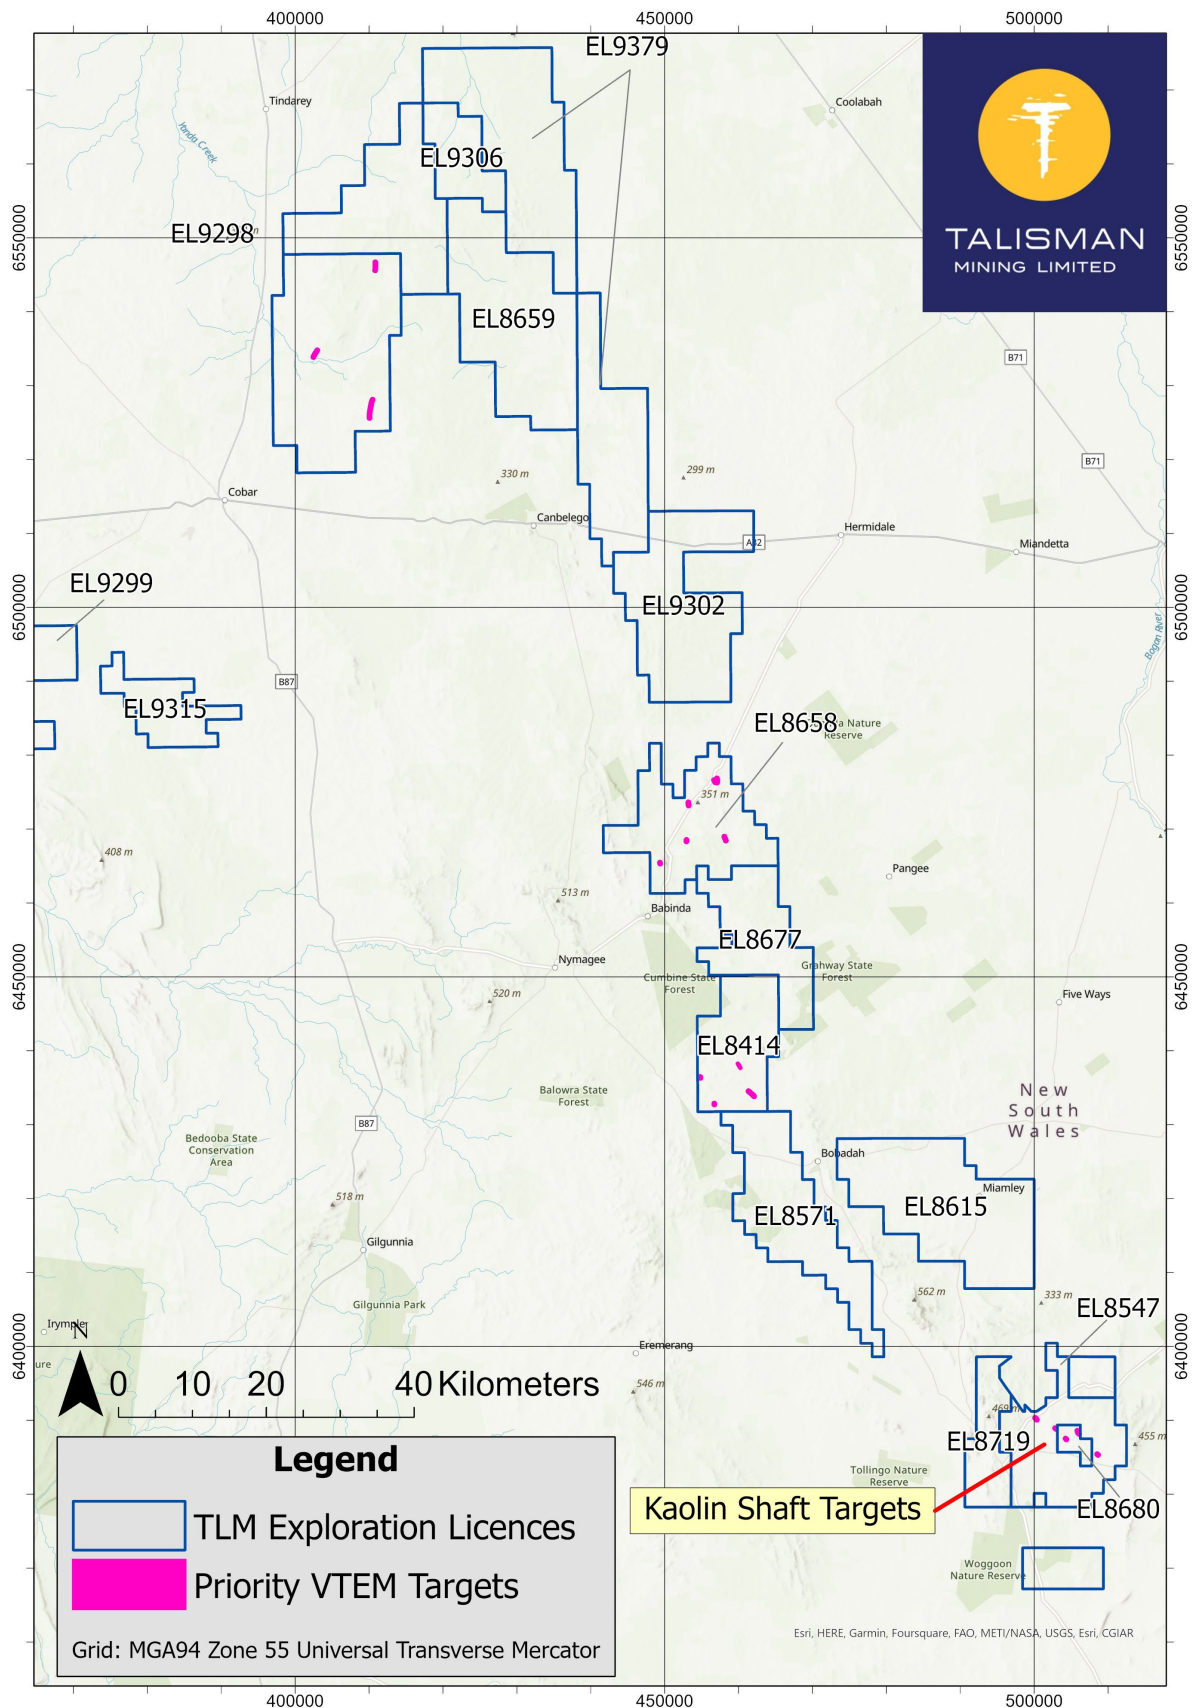 400000
450000
500000
EL9379
Tindarey
Coolabah
Yanda Creek
EL9306
TALISMAN
MINING LIMITED
EL9298
6550000
6550000
EL8659
B71
B71
330 m
299 m
Cobar
Canbelego
Hermidale
A32
Miandetta
EL9299
6500000
6500000
EL9302
Bogan River
B87
EL9315
EL8658
Nature
Reserve
351 m
408 m
Pangee
513 m
Babinda
EL8677
Nymagee
Cumbine State
Forest
Grahway State
Forest
6450000
6450000
520 m
Five Ways
EL8414
Balowra State
Forest
New
South
Wales
B87
Bedooba State
Conservation
Area
Bobadah
518 m
Miamley
EL8615
EL8571
Gilgunnia
562 m
333 m
Gilgunnia Park
EL8547
Irymple
N
ure
6400000
6400000
Eremerang
0 10 20 40 Kilometers
546 m
469 m
455 m
EL8719
Legend
Tollingo Nature
Reserve
Kaolin Shaft Targets
EL8680
TLM Exploration Licences
Priority VTEM Targets
Woggoon
Nature Reserve
Grid: MGA94 Zone 55 Universal Transverse Mercator
Esri, HERE, Garmin, Foursquare, FAO, METI/NASA, USGS, Esri, CGIAR
400000
450000
500000